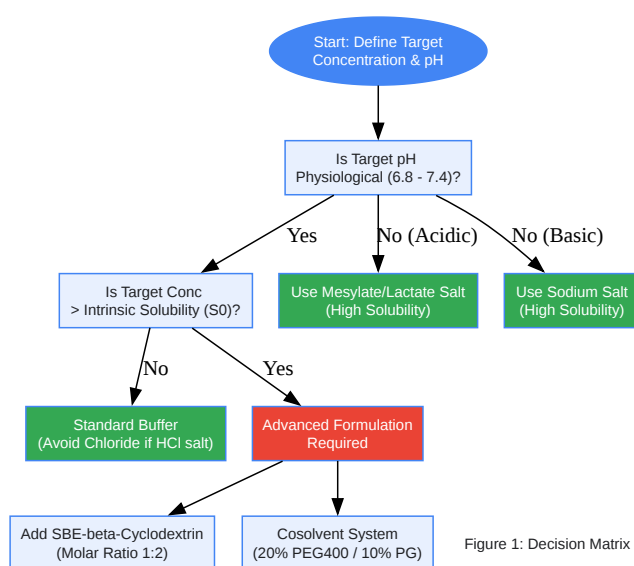 Start: Define Target
Concentration & pH
Is Target pH
Physiological (6.8 - 7.4)?
Yes
No (Acidic)
No (Basic)
Is Target Conc
> Intrinsic Solubility (S0)?
Use Mesylate/Lactate Salt
(High Solubility)
Use Sodium Salt
(High Solubility)
No
Yes
Standard Buffer
(Avoid Chloride if HCl salt)
Advanced Formulation
Required
Add SBE-beta-Cyclodextrin
(Molar Ratio 1:2)
Cosolvent System
(20% PEG400 / 10% PG)
Figure 1: Decision Matrix